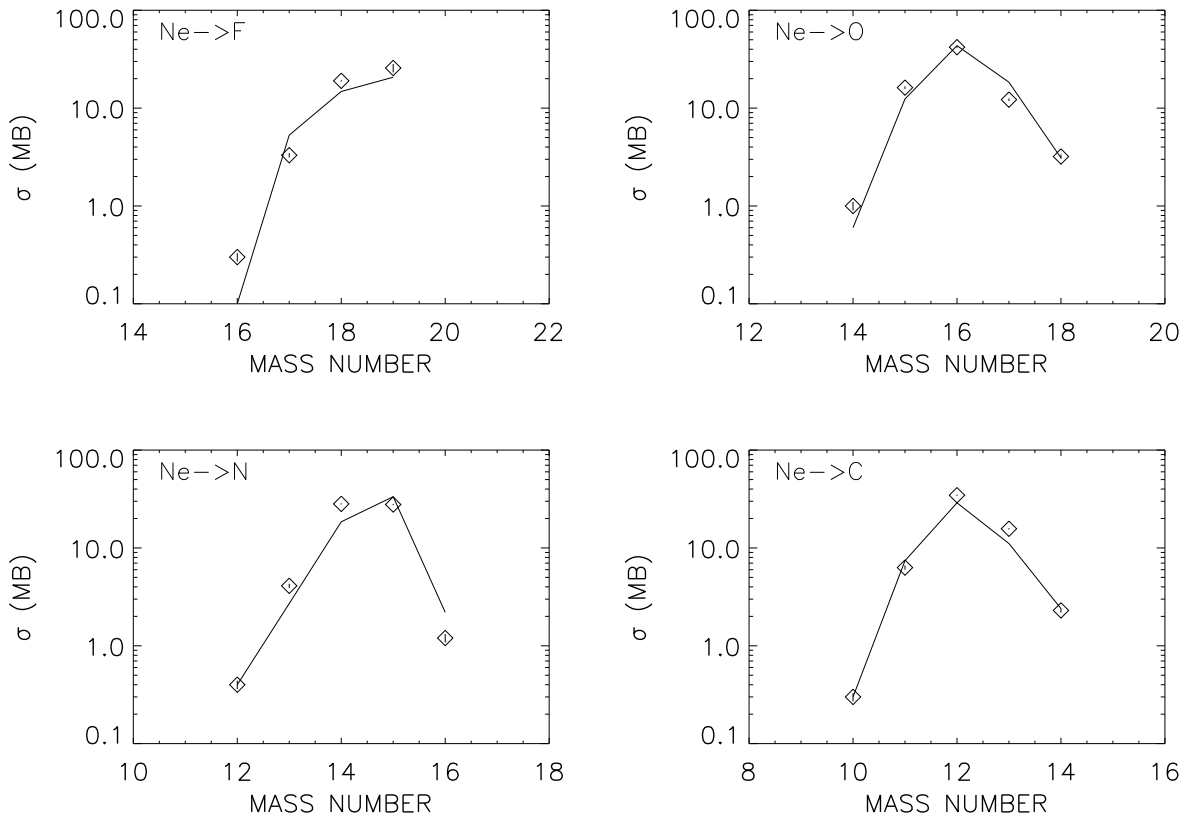 Ne->F
100.0
10.0
1.0
0.1
σ (MB)
14 16 18 20 22
MASS NUMBER
Ne->O
100.0
10.0
1.0
0.1
σ (MB)
12 14 16 18 20
MASS NUMBER
Ne->N
100.0
10.0
1.0
0.1
σ (MB)
10 12 14 16 18
MASS NUMBER
Ne->C
100.0
10.0
1.0
0.1
σ (MB)
8 10 12 14 16
MASS NUMBER